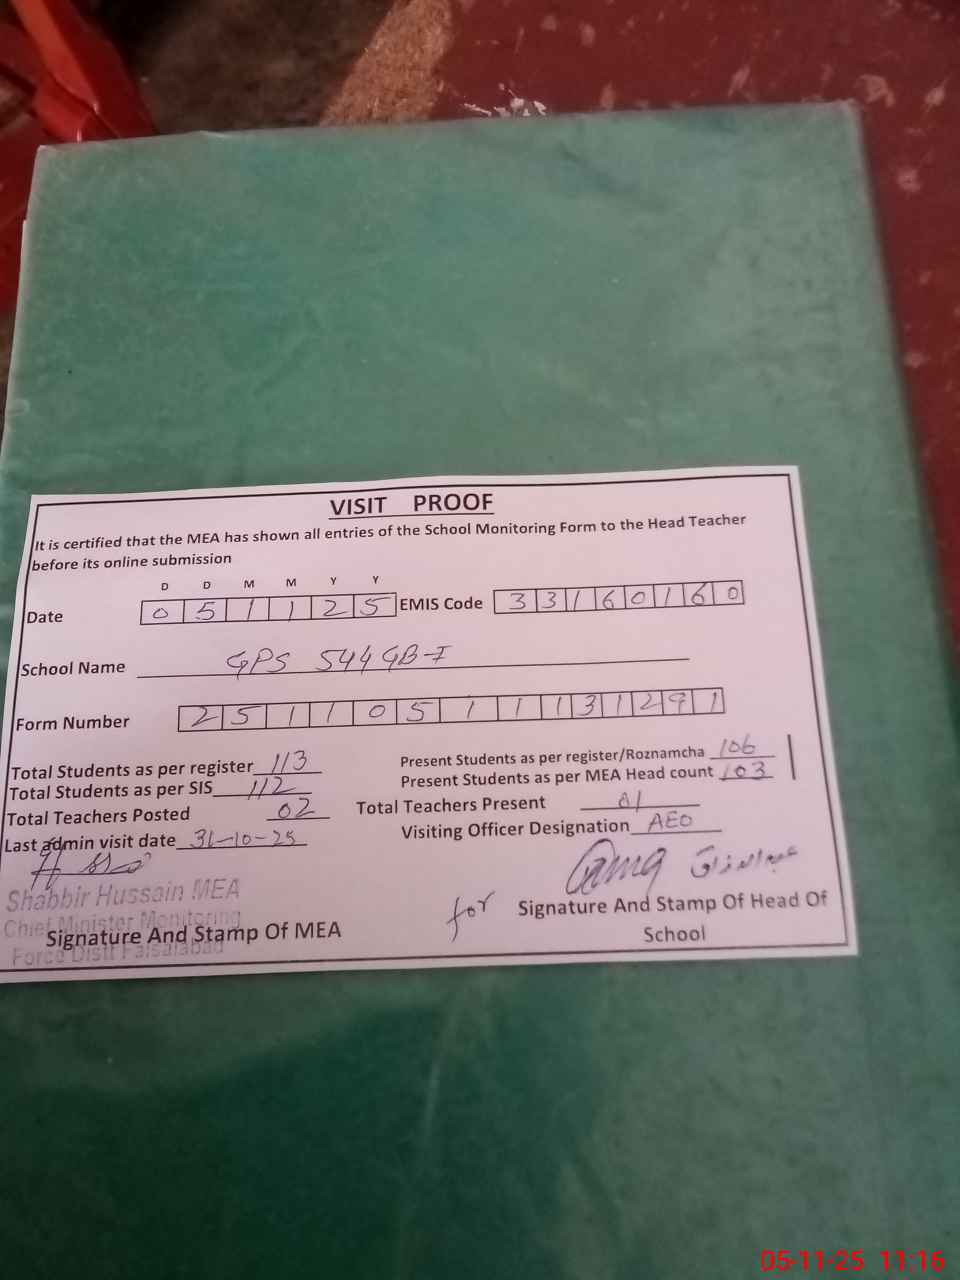 VISIT PROOF
It is certified that the MEA has shown all entries of the School Monitoring Form to the Head Teacher
before its online submission
D D M M Y Y
Date 0 5 1 1 2 5 EMIS Code 3 3 1 6 0 1 6 0
School Name GPS 544 GB-I
Form Number 2 5 1 1 0 5 1 1 1 3 1 2 9 1
Total Students as per register 113 Present Students as per register/Roznamcha 106
Total Students as per SIS 112 Present Students as per MEA Head count 103
Total Teachers Posted 02 Total Teachers Present 01
Last admin visit date 31-10-25 Visiting Officer Designation AEO
عبدالرزاق
Shabbir Hussain MEA
Chief Minister Monitoring
Force Distt Faisalabad
Signature And Stamp Of MEA
for Signature And Stamp Of Head Of
School
05-11-25 11:16